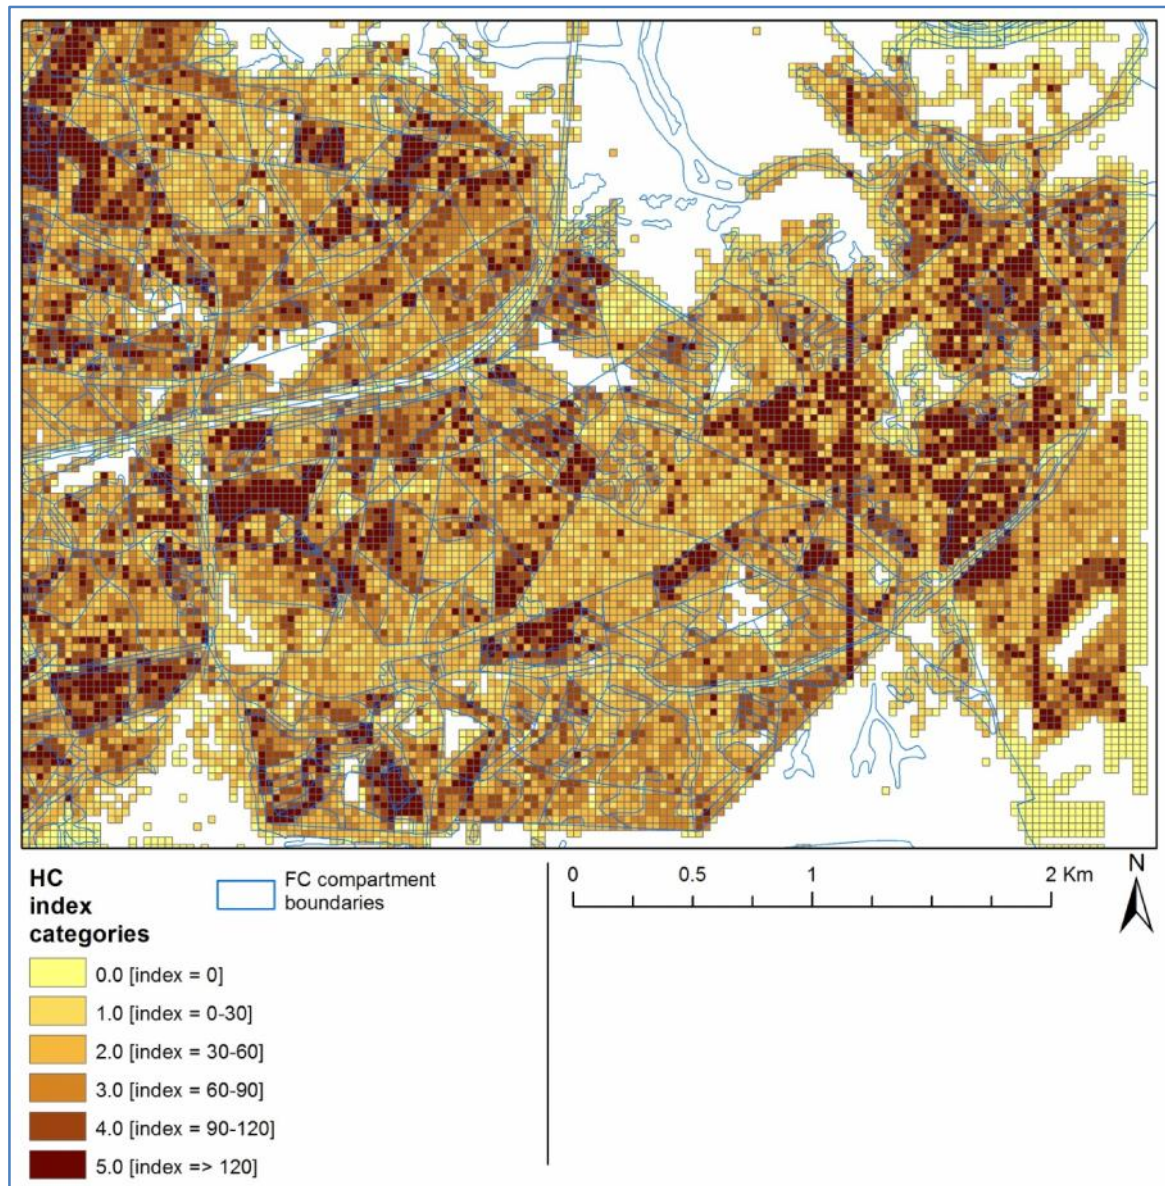 HC
index
categories
FC compartment
boundaries
0.0 [index = 0]
1.0 [index = 0-30]
2.0 [index = 30-60]
3.0 [index = 60-90]
4.0 [index = 90-120]
5.0 [index => 120]
0 0.5 1 2 Km
N